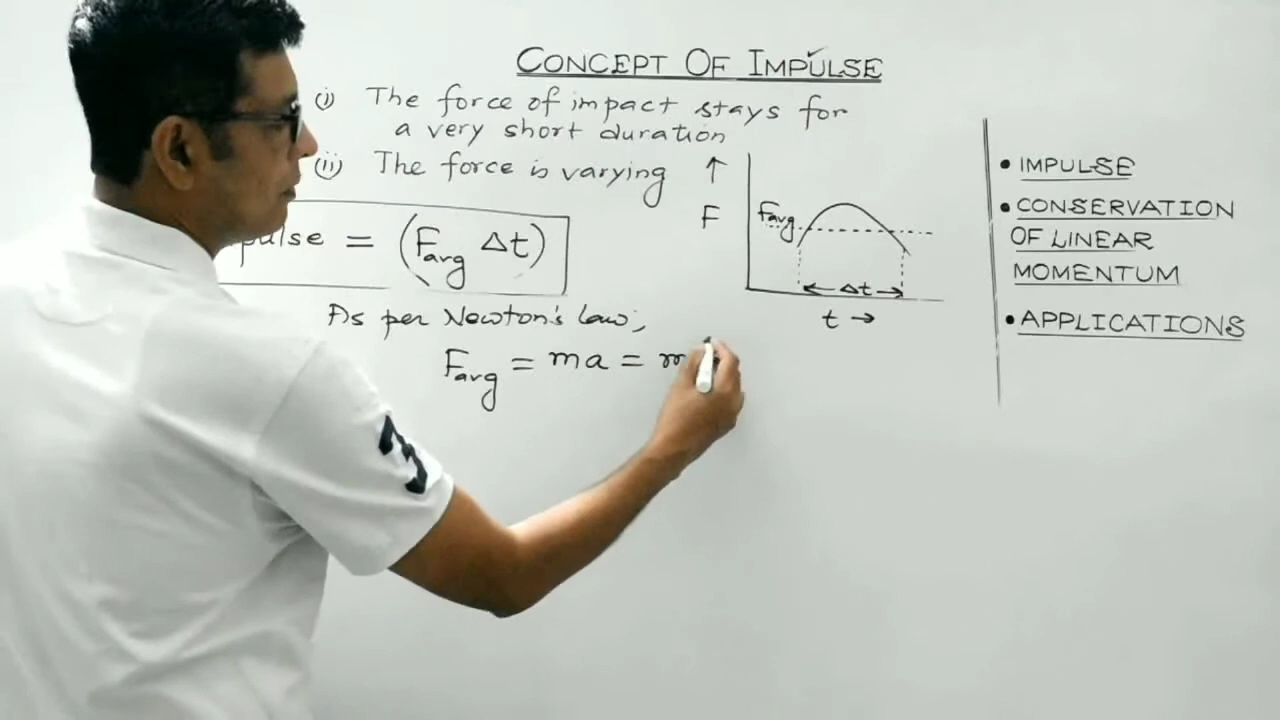 CONCEPT OF IMPULSE
(i) The force of impact stays for
a very short duration
(ii) The force is varying
pulse = (Favg Δt)
As per Newton's law,
Favg = ma = m
↑
F
Favg
Δt
t →
• IMPULSE
• CONSERVATION
OF LINEAR
MOMENTUM
• APPLICATIONS
3